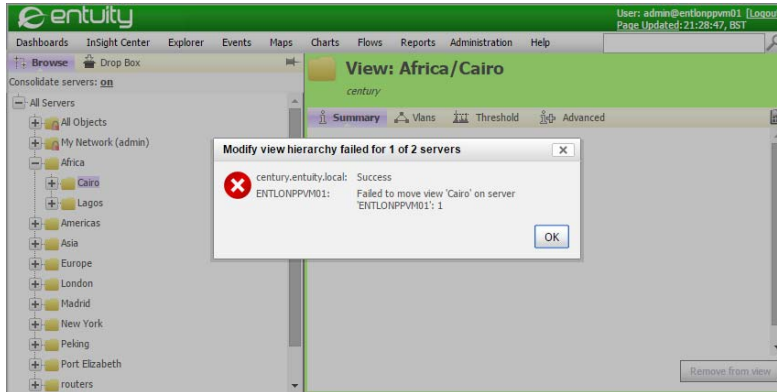 entuity
User: admin@entlonppvm01 [Logout
Page Updated:21:28:47, BST
Dashboards InSight Center Explorer Events Maps Charts Flows Reports Administration Help
Browse Drop Box
Consolidate servers: on
All Servers
All Objects
My Network (admin)
Africa
Cairo
Lagos
Americas
Asia
Europe
London
Madrid
New York
Peking
Port Elizabeth
routers
View: Africa/Cairo
century
Summary Vlans Threshold Advanced
Modify view hierarchy failed for 1 of 2 servers
century.entuity.local: Success
ENTLONPPVM01: Failed to move view 'Cairo' on server
'ENTLONPPVM01': 1
OK
Remove from view